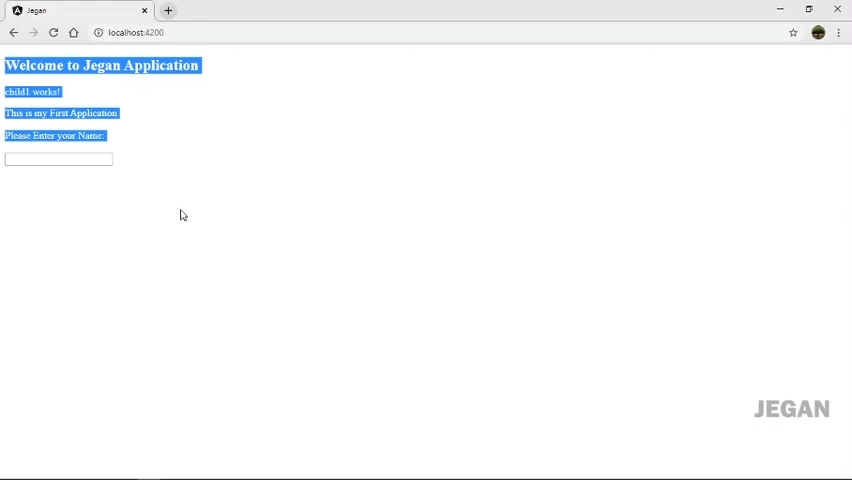 Jegan
localhost:4200
Welcome to Jegan Application
child1 works!
This is my First Application
Please Enter your Name:
JEGAN